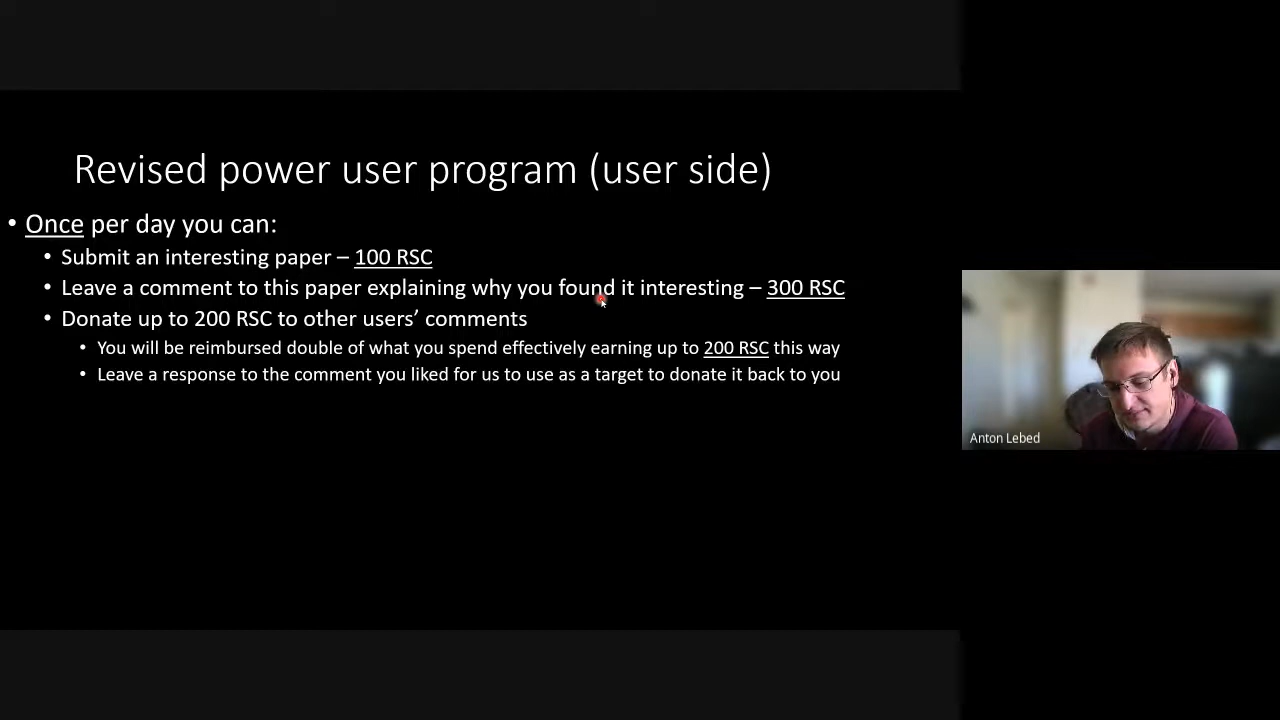 Revised power user program (user side)
• Once per day you can:
• Submit an interesting paper – 100 RSC
• Leave a comment to this paper explaining why you found it interesting – 300 RSC
• Donate up to 200 RSC to other users’ comments
• You will be reimbursed double of what you spend effectively earning up to 200 RSC this way
• Leave a response to the comment you liked for us to use as a target to donate it back to you
Anton Lebed